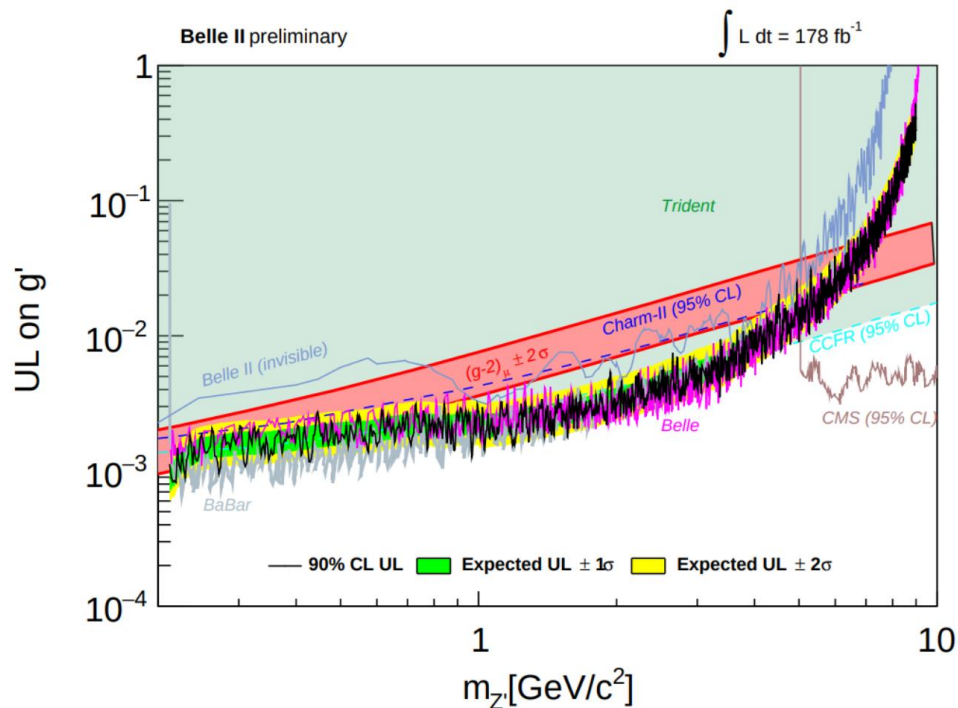 Belle II preliminary
∫ L dt = 178 fb⁻¹
UL on g'
1
10⁻¹
10⁻²
10⁻³
10⁻⁴
Trident
Belle II (invisible)
Charm-II (95% CL)
(g-2)μ ± 2σ
CCFR (95% CL)
CMS (95% CL)
Belle
BaBar
90% CL UL Expected UL ± 1σ Expected UL ± 2σ
1 10
m_Z'[GeV/c²]